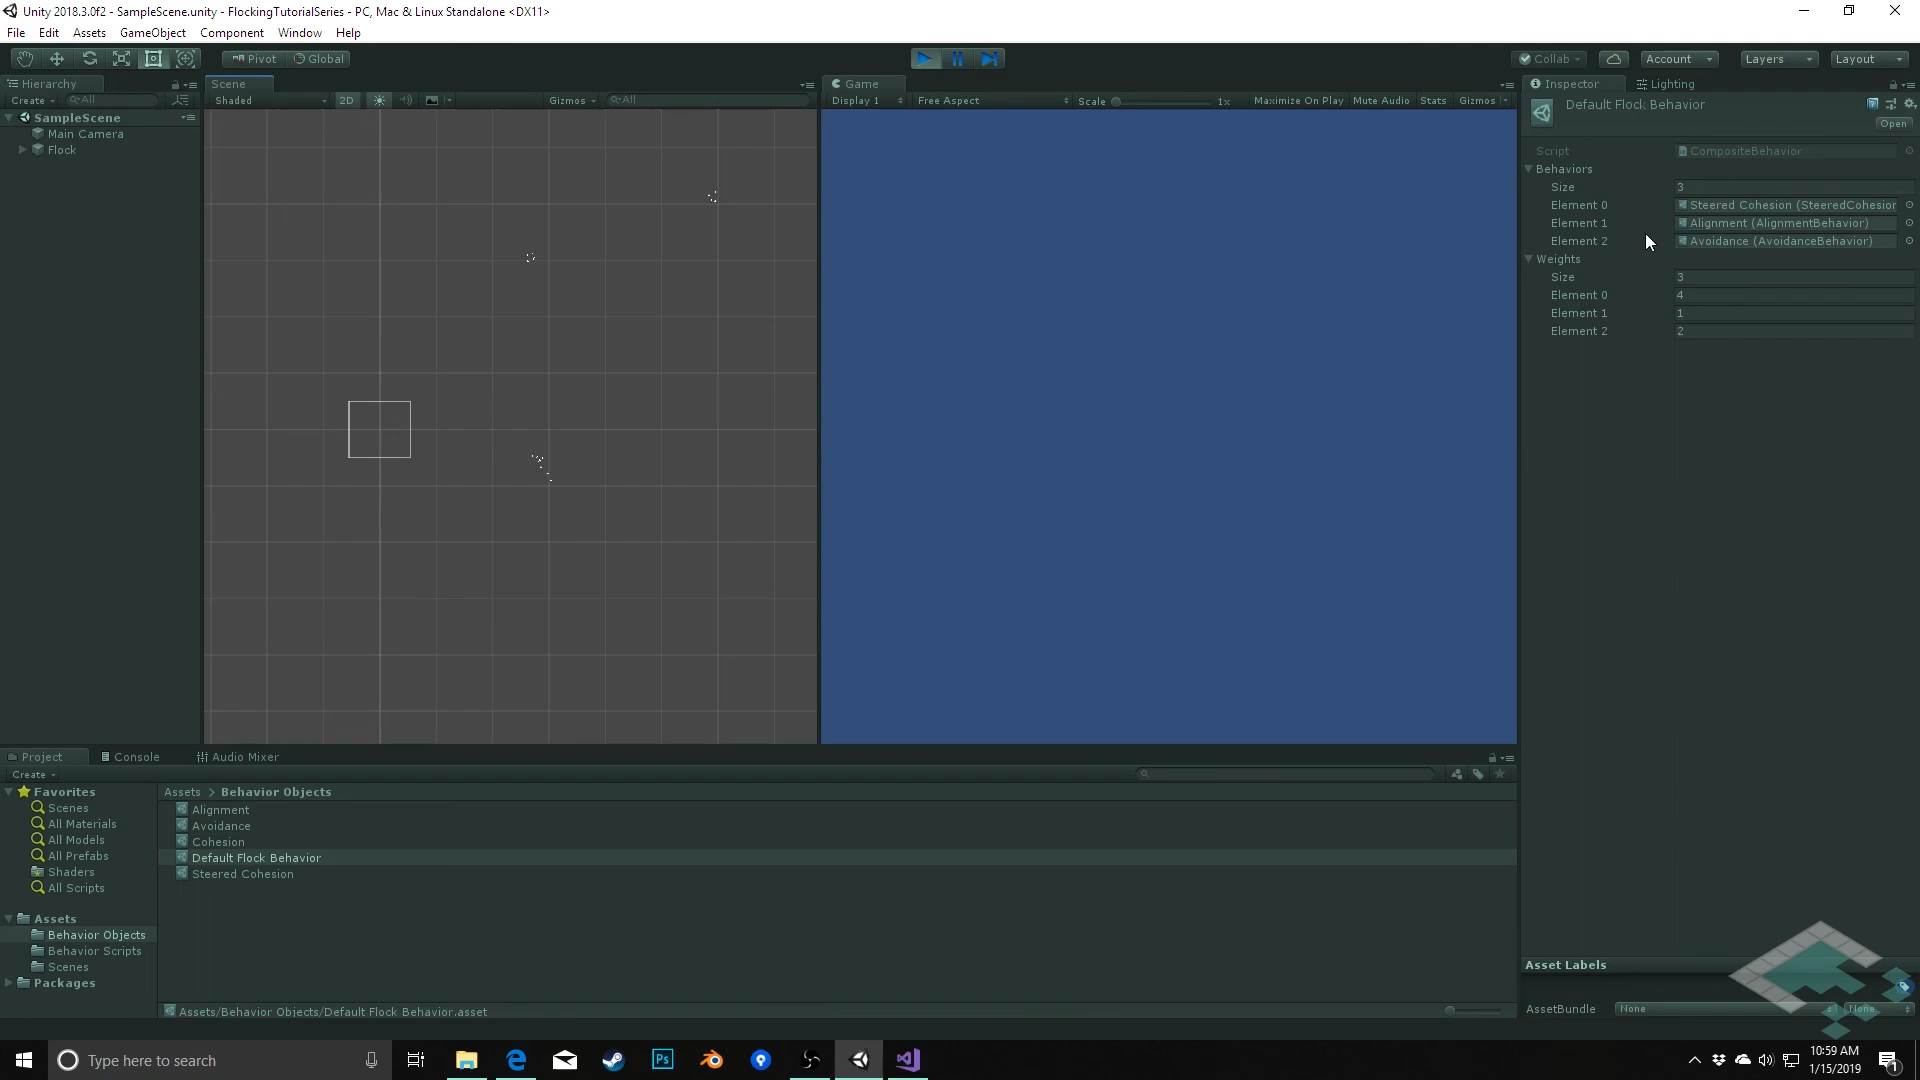 Unity 2018.3.0f2 - SampleScene.unity - FlockingTutorialSeries - PC, Mac & Linux Standalone <DX11>
File Edit Assets GameObject Component Window Help
Pivot Global Collab Account Layers Layout
Hierarchy
Create All
SampleScene
Main Camera
Flock
Scene
Shaded 2D Gizmos All
Game
Display 1 Free Aspect Scale 1x Maximize On Play Mute Audio Stats Gizmos
Inspector Lighting
Default Flock Behavior
Open
Script CompositeBehavior
Behaviors
Size 3
Element 0 Steered Cohesion (SteeredCohesior
Element 1 Alignment (AlignmentBehavior)
Element 2 Avoidance (AvoidanceBehavior)
Weights
Size 3
Element 0 4
Element 1 1
Element 2 2
Project Console Audio Mixer
Create
Favorites
Scenes
All Materials
All Models
All Prefabs
Shaders
All Scripts
Assets
Behavior Objects
Behavior Scripts
Scenes
Packages
Assets > Behavior Objects
Alignment
Avoidance
Cohesion
Default Flock Behavior
Steered Cohesion
Assets/Behavior Objects/Default Flock Behavior.asset
Asset Labels
AssetBundle None None
Type here to search
Ps
10:59 AM
1/15/2019
1